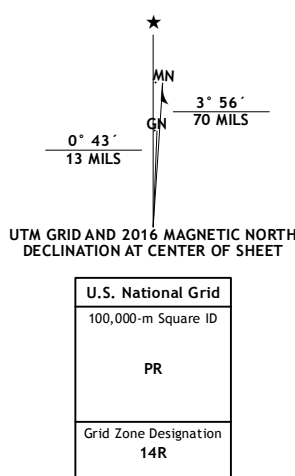 ★
MN
GN
3° 56´
70 MILS
0° 43´
13 MILS
UTM GRID AND 2016 MAGNETIC NORTH
DECLINATION AT CENTER OF SHEET
U.S. National Grid
100,000-m Square ID
PR
Grid Zone Designation
14R